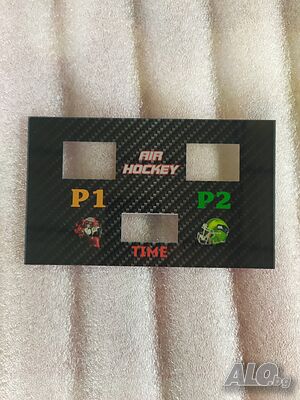 AIR
HOCKEY
P1
P2
TIME
ALO.bg